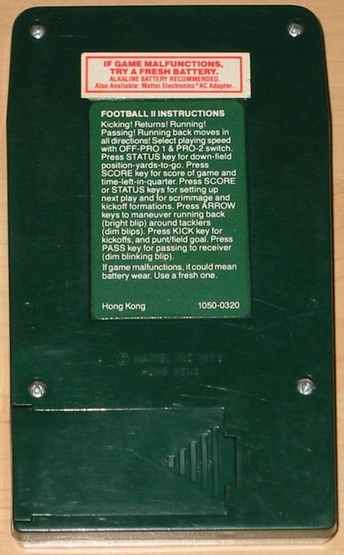 IF GAME MALFUNCTIONS,
TRY A FRESH BATTERY.
ALKALINE BATTERY RECOMMENDED.
Also Available: Mattel Electronics® AC Adapter.
FOOTBALL II INSTRUCTIONS
Kicking! Returns! Running!
Passing! Running back moves in
all directions! Select playing speed
with OFF-PRO 1 & PRO-2 switch.
Press STATUS key for down-field
position-yards-to-go. Press
SCORE key for score of game and
time-left-in-quarter. Press SCORE
or STATUS keys for setting up
next play and for scrimmage and
kickoff formations. Press ARROW
keys to maneuver running back
(bright blip) around tacklers
(dim blips). Press KICK key for
kickoffs, and punt/field goal. Press
PASS key for passing to receiver
(dim blinking blip).
If game malfunctions, it could mean
battery wear. Use a fresh one.
Hong Kong 1050-0320
© MATTEL INC
HONG KONG